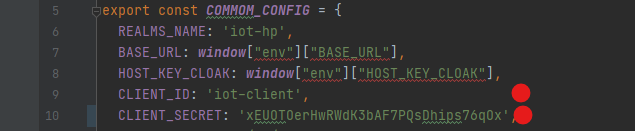 5 export const COMMOM_CONFIG = {
6 REALMS_NAME: 'iot-hp',
7 BASE_URL: window["env"]["BASE_URL"],
8 HOST_KEY_CLOAK: window["env"]["HOST_KEY_CLOAK"],
9 CLIENT_ID: 'iot-client',
10 CLIENT_SECRET: 'xEUOTOerHwRWdK3bAF7PQsDhips76qOx',